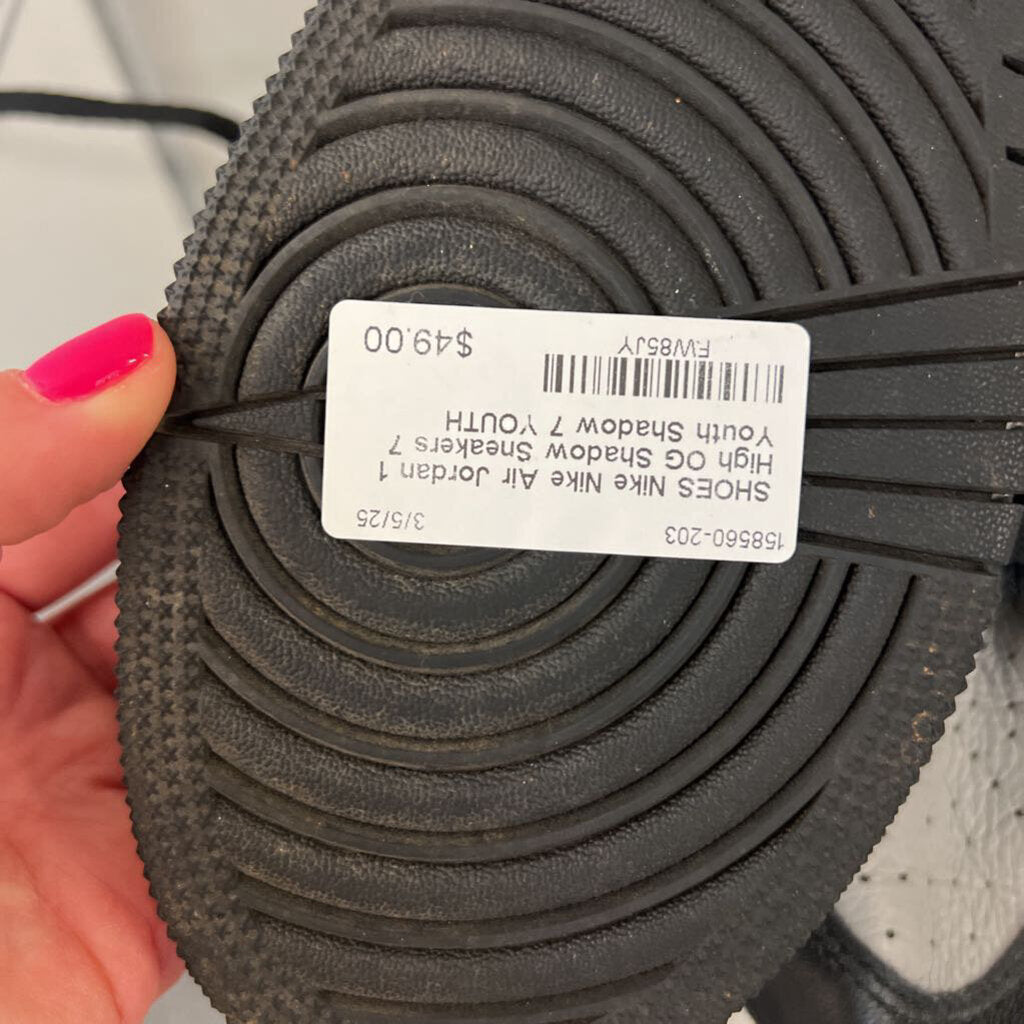 158560-203 3/5/25
SHOES Nike Nike Air Jordan 1
High OG Shadow Sneakers 7
Youth Shadow 7 YOUTH
F.W85JY
$49.00